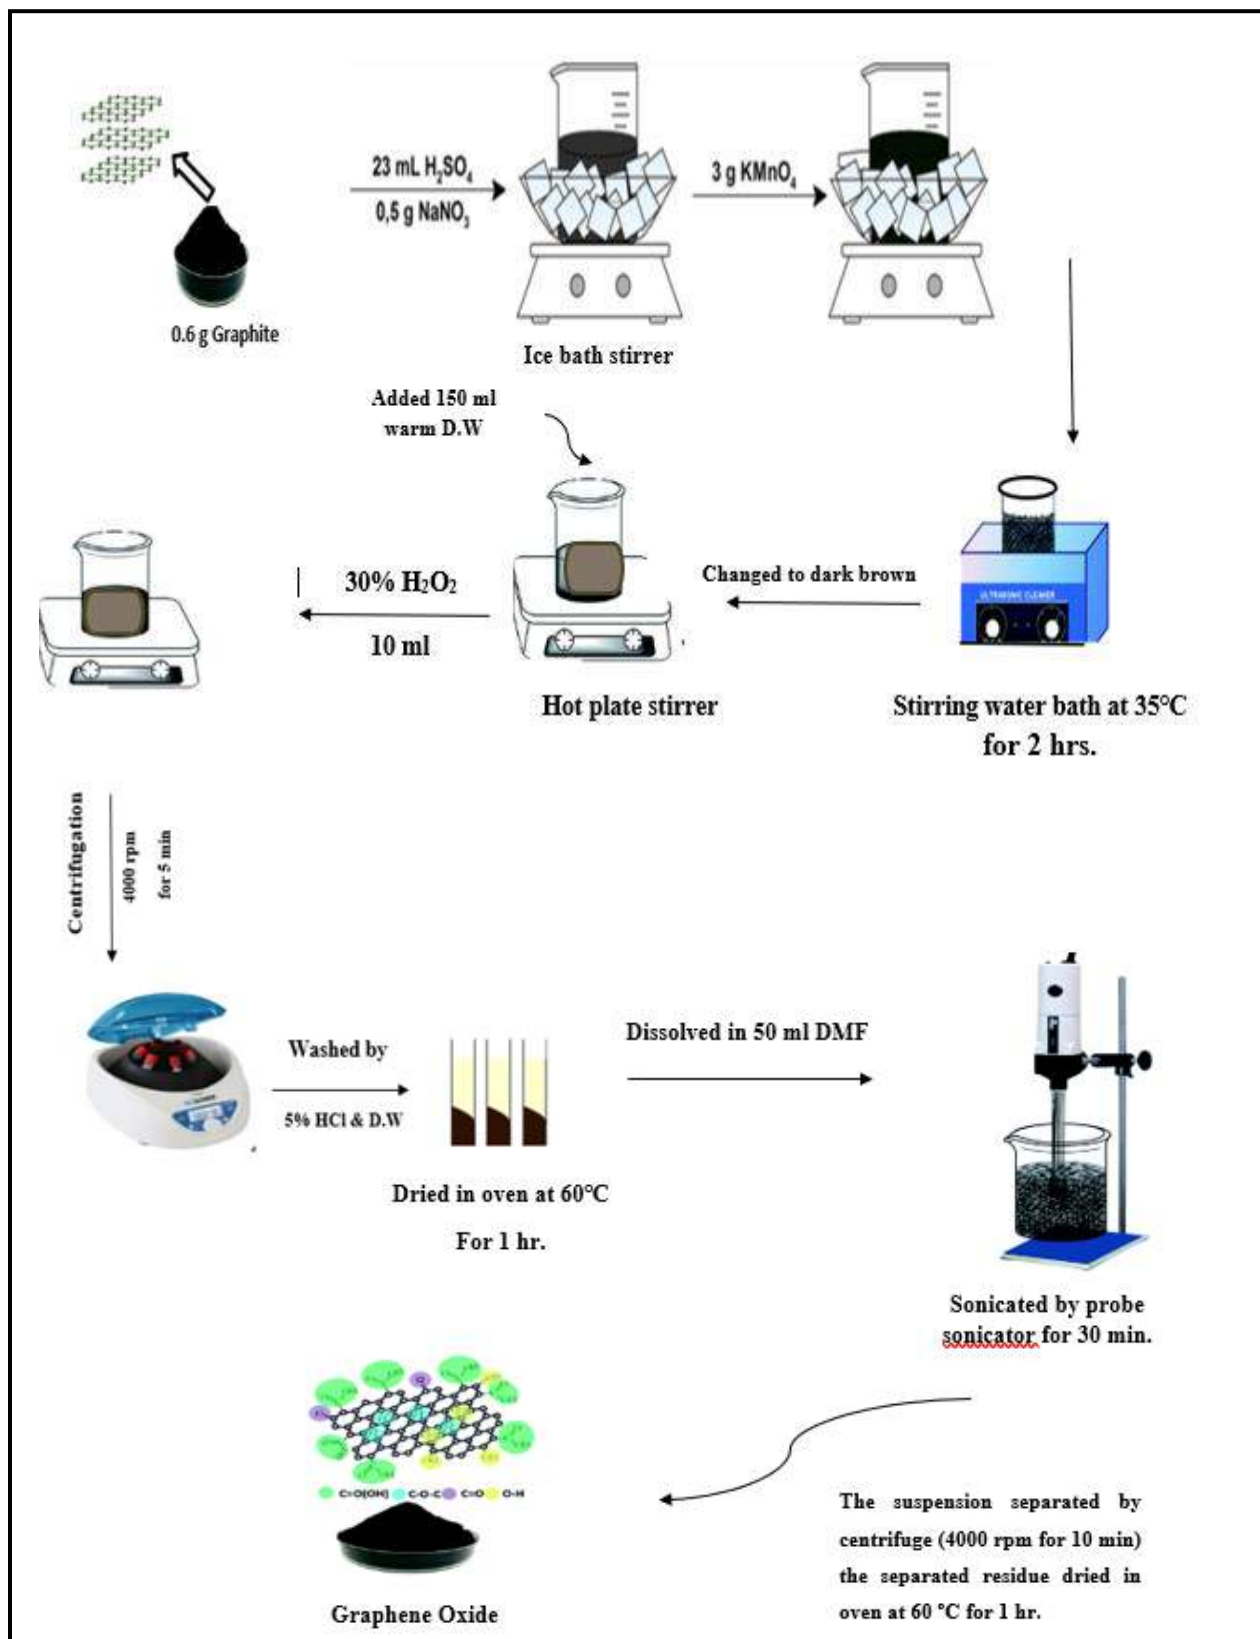 23 mL H₂SO₄
0,5 g NaNO₃
3 g KMnO₄
0.6 g Graphite
Ice bath stirrer
Added 150 ml
warm D.W
ULTRASONIC CLEANER
Changed to dark brown
30% H₂O₂
10 ml
Hot plate stirrer
Stirring water bath at 35°C
for 2 hrs.
Centrifugation
4000 rpm
for 5 min
Washed by
5% HCl & D.W
Dissolved in 50 ml DMF
Dried in oven at 60°C
For 1 hr.
Sonicated by probe
sonicator for 30 min.
C=O(OH) C-O-C C=O O-H
The suspension separated by
centrifuge (4000 rpm for 10 min)
the separated residue dried in
oven at 60 °C for 1 hr.
Graphene Oxide